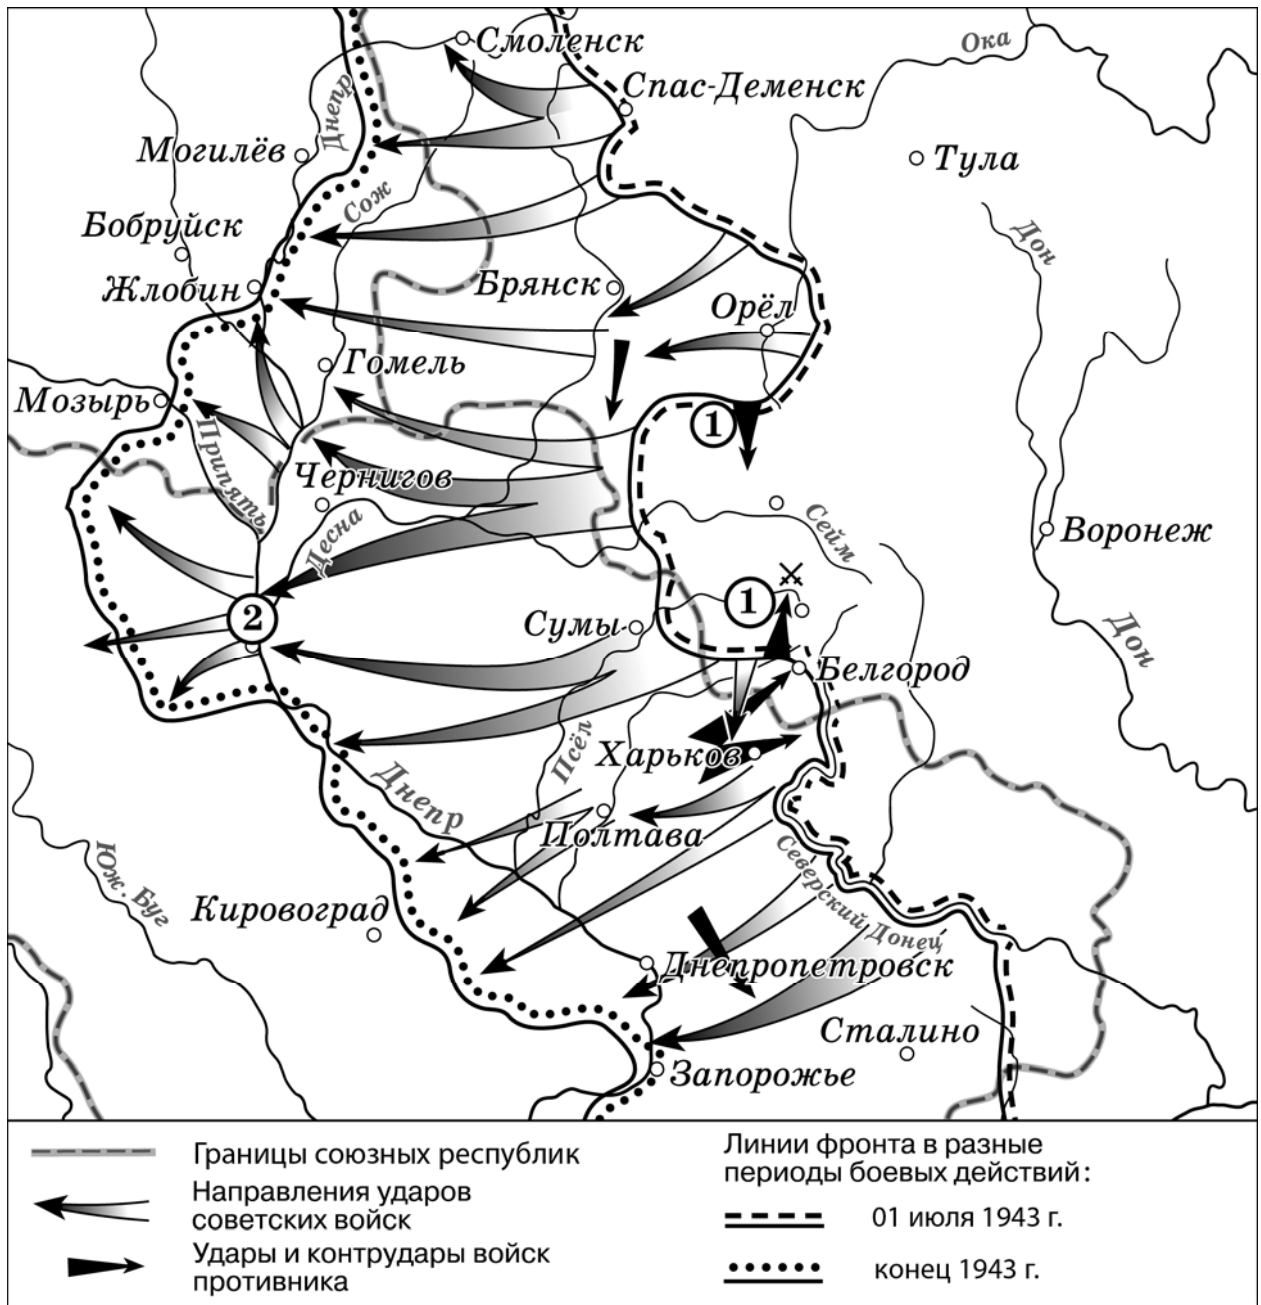 Смоленск
Ока
Спас-Деменск
Днепр
Могилёв
Тула
Сож
Бобруйск
Дон
Жлобин
Брянск
Орёл
Гомель
Мозырь
1
Припять
Чернигов
Десна
Сейм
Воронеж
1
2
Сумы
Дон
Белгород
Псёл
Харьков
Днепр
Полтава
Юж. Буг
Северский Донец
Кировоград
Днепропетровск
Сталино
Запорожье
Границы союзных республик
Направления ударов
советских войск
Удары и контрудары войск
противника
Линии фронта в разные
периоды боевых действий:
01 июля 1943 г.
конец 1943 г.